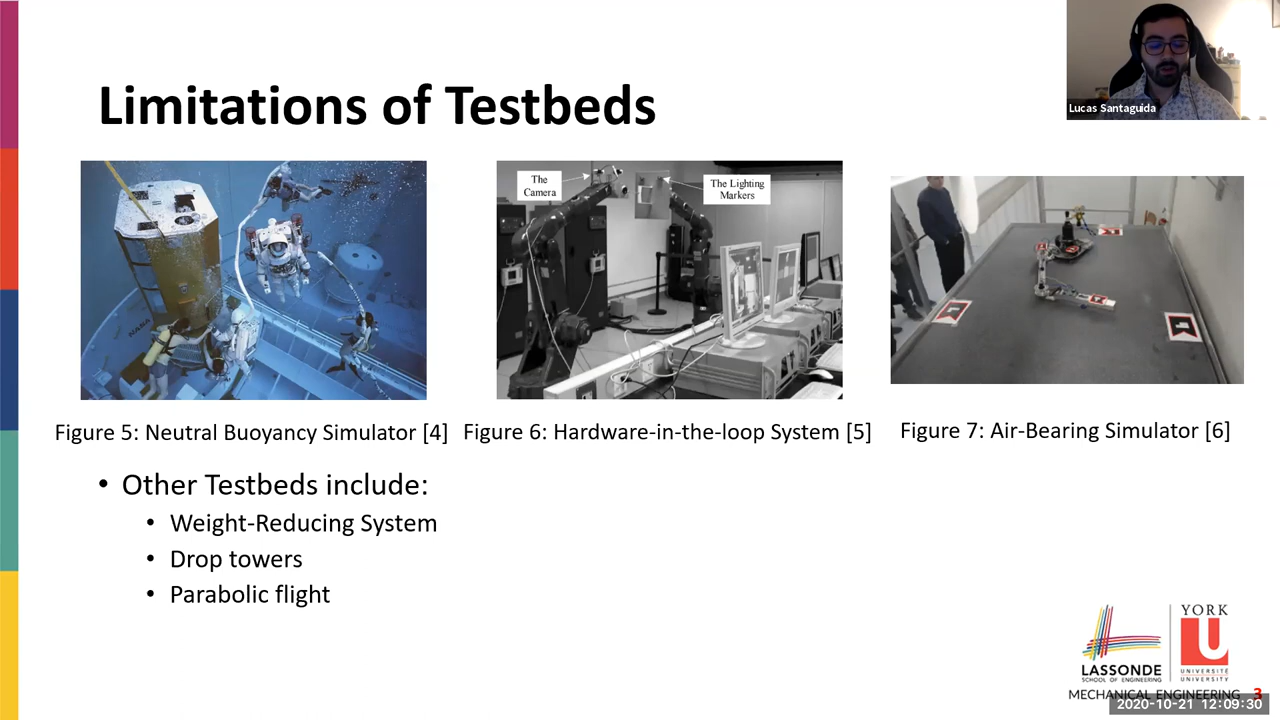 Lucas Santaguida
Limitations of Testbeds
The
Camera
The Lighting
Markers
NASA
Figure 5: Neutral Buoyancy Simulator [4]
Figure 6: Hardware-in-the-loop System [5]
Figure 7: Air-Bearing Simulator [6]
• Other Testbeds include:
• Weight-Reducing System
• Drop towers
• Parabolic flight
LASSONDE
SCHOOL OF ENGINEERING
YORK
U
UNIVERSITÉ
UNIVERSITY
MECHANICAL ENGINEERING 3
2020-10-21 12:09:30